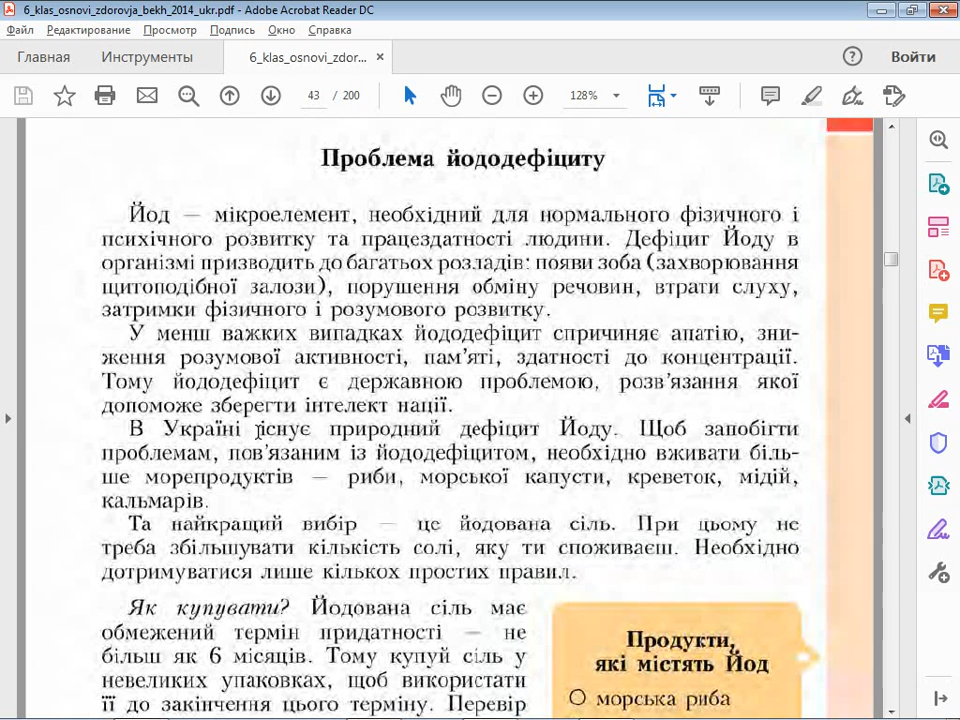 6_klas_osnovi_zdorovja_bekh_2014_ukr.pdf - Adobe Acrobat Reader DC
Файл Редактирование Просмотр Подпись Окно Справка
Главная Инструменты 6_klas_osnovi_zdor... × Войти
43 / 200 128%
Проблема йододефіциту
Йод — мікроелемент, необхідний для нормального фізичного і
психічного розвитку та працездатності людини. Дефіцит Йоду в
організмі призводить до багатьох розладів: появи зоба (захворювання
щитоподібної залози), порушення обміну речовин, втрати слуху,
затримки фізичного і розумового розвитку.
У менш важких випадках йододефіцит спричиняє апатію, зни-
ження розумової активності, пам’яті, здатності до концентрації.
Тому йододефіцит є державною проблемою, розв’язання якої
допоможе зберегти інтелект нації.
В Україні існує природний дефіцит Йоду. Щоб запобігти
проблемам, пов’язаним із йододефіцитом, необхідно вживати біль-
ше морепродуктів — риби, морської капусти, креветок, мідій,
кальмарів.
Та найкращий вибір — це йодована сіль. При цьому не
треба збільшувати кількість солі, яку ти споживаєш. Необхідно
дотримуватися лише кількох простих правил.
Як купувати? Йодована сіль має
обмежений термін придатності — не
більш як 6 місяців. Тому купуй сіль у
невеликих упаковках, щоб використати
її до закінчення цього терміну. Перевір
Продукти,
які містять Йод
морська риба